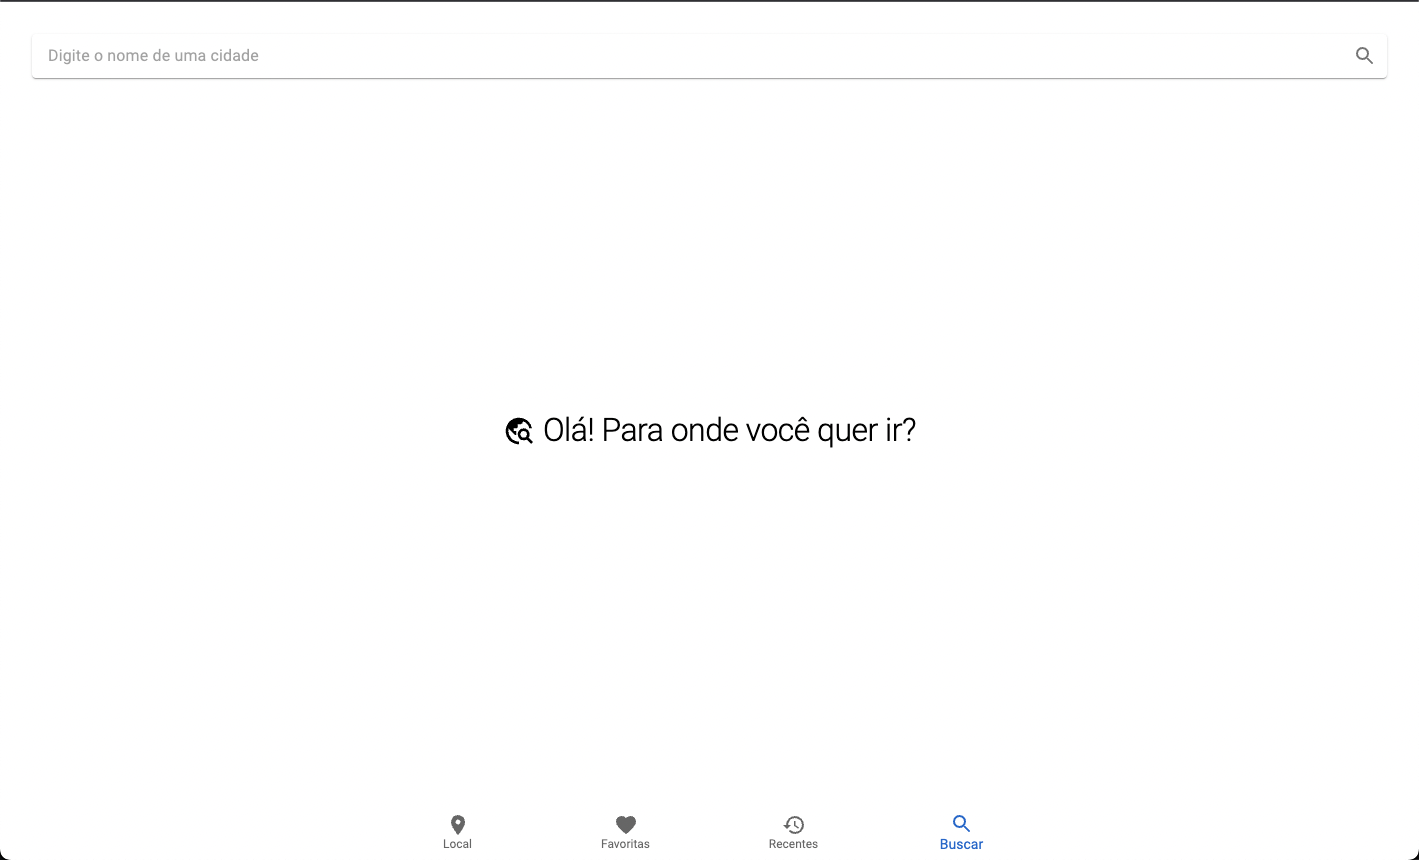 Digite o nome de uma cidade
Olá! Para onde você quer ir?
Local
Favoritas
Recentes
Buscar